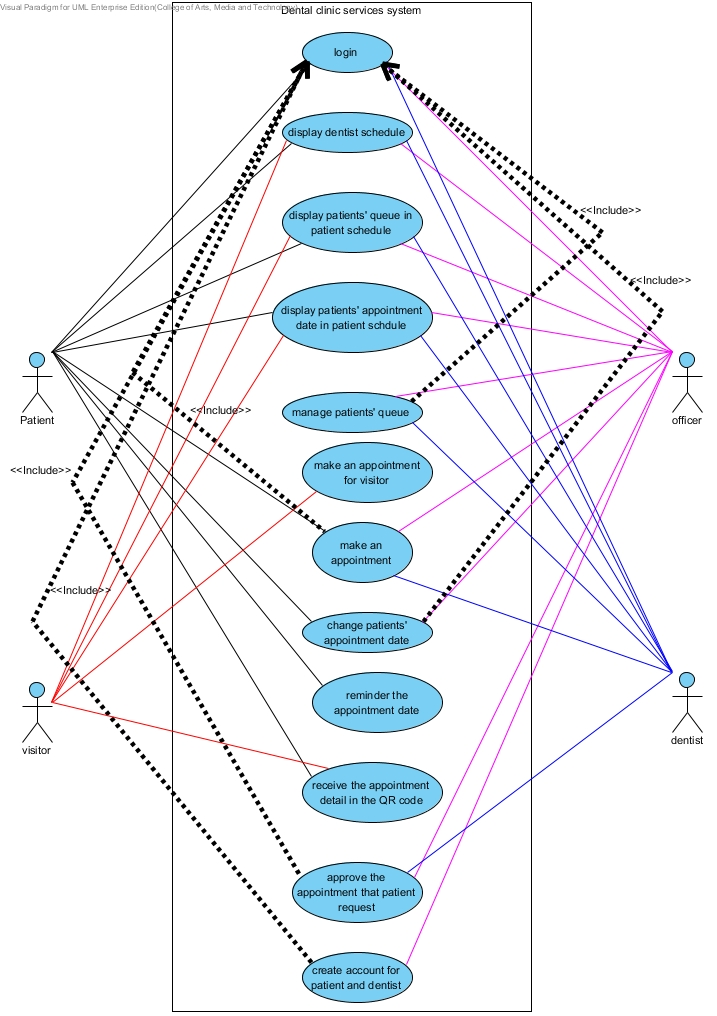 Visual Paradigm for UML Enterprise Edition(College of Arts, Media and Technology)
Dental clinic services system
login
display dentist schedule
<<Include>>
display patients' queue in
patient schedule
<<Include>>
display patients' appointment
date in patient schdule
Patient
officer
<<Include>>
manage patients' queue
<<Include>>
make an appointment
for visitor
make an
appointment
<<Include>>
change patients'
appointment date
reminder the
appointment date
visitor
dentist
receive the appointment
detail in the QR code
approve the
appointment that patient
request
create account for
patient and dentist